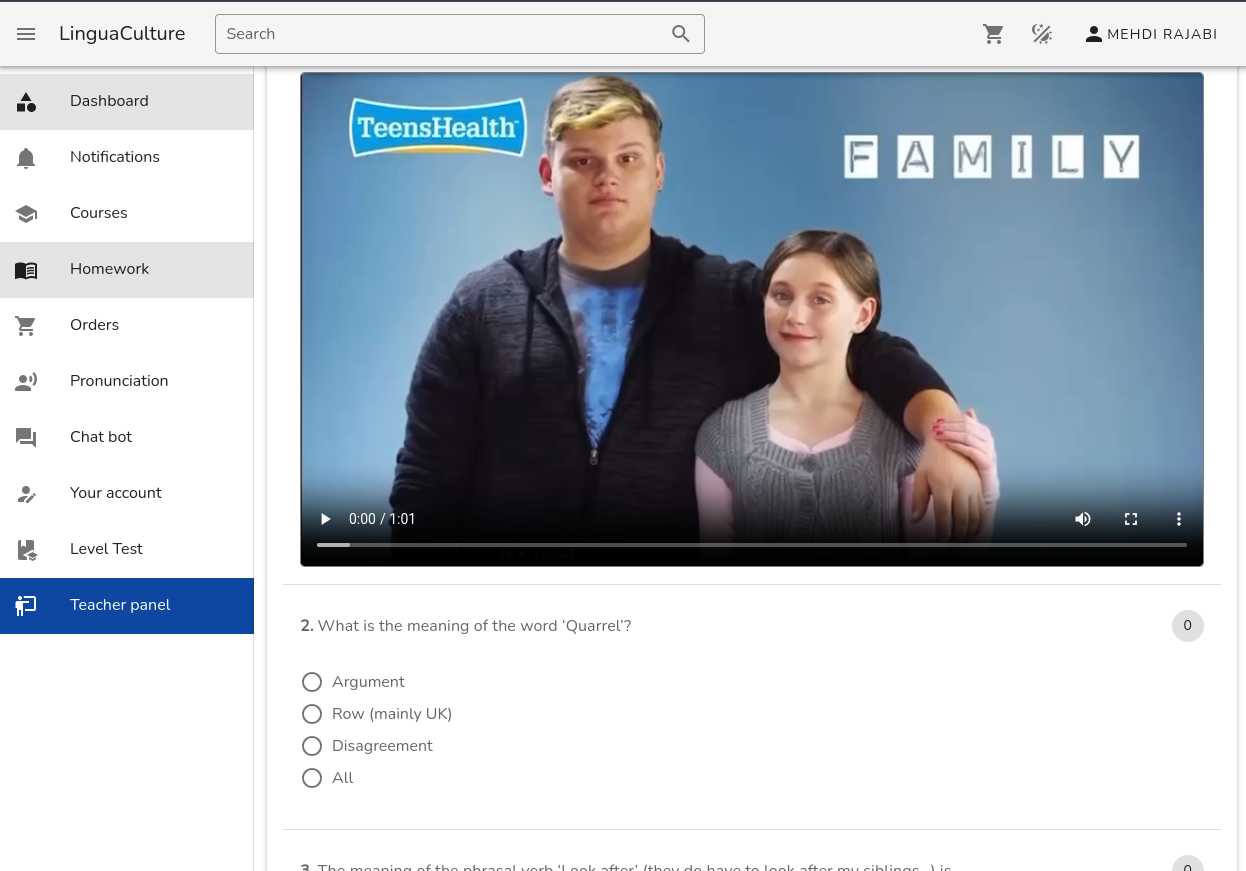 LinguaCulture
Search
MEHDI RAJABI
Dashboard
Notifications
Courses
Homework
Orders
Pronunciation
Chat bot
Your account
Level Test
Teacher panel
TeensHealth
FAMILY
0:00 / 1:01
2. What is the meaning of the word ‘Quarrel’?
0
Argument
Row (mainly UK)
Disagreement
All
3. The meaning of the phrasal verb ‘Look after’ (they do have to look after my siblings...) is
0